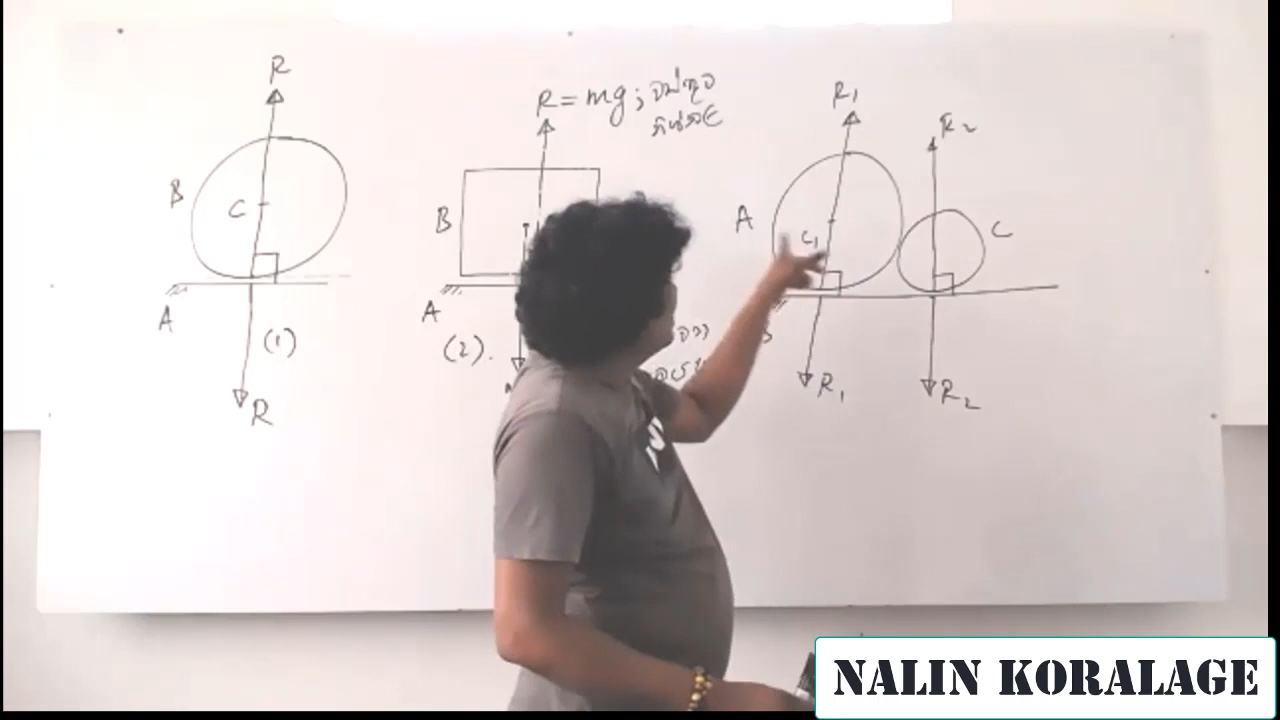 R
B
C
A
(1)
R
R = mg;
B
A
(2).
R₁
R₂
A
C₁
C
R₁
R₂
NALIN KORALAGE